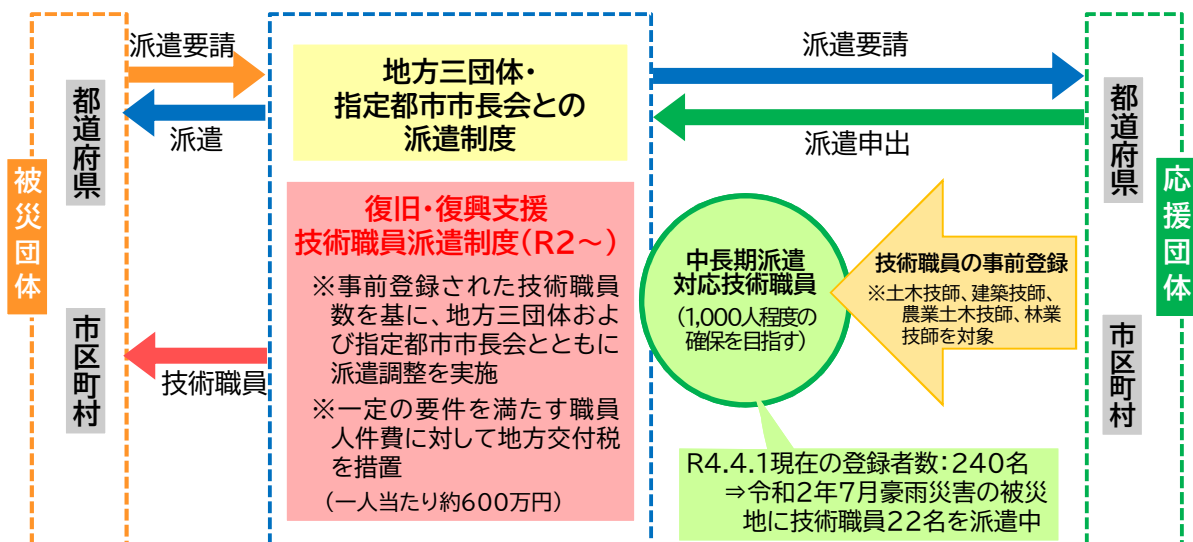 被災団体
都道府県
市区町村
派遣要請
派遣
技術職員
地方三団体・
指定都市市長会との
派遣制度
復旧・復興支援
技術職員派遣制度(R2～)
※事前登録された技術職員
数を基に、地方三団体およ
び指定都市市長会とともに
派遣調整を実施
※一定の要件を満たす職員
人件費に対して地方交付税
を措置
（一人当たり約600万円）
派遣要請
派遣申出
中長期派遣
対応技術職員
（1,000人程度の
確保を目指す）
技術職員の事前登録
※土木技師、建築技師、
農業土木技師、林業
技師を対象
R4.4.1現在の登録者数：240名
⇒令和2年7月豪雨災害の被災
地に技術職員22名を派遣中
都道府県
市区町村
応援団体